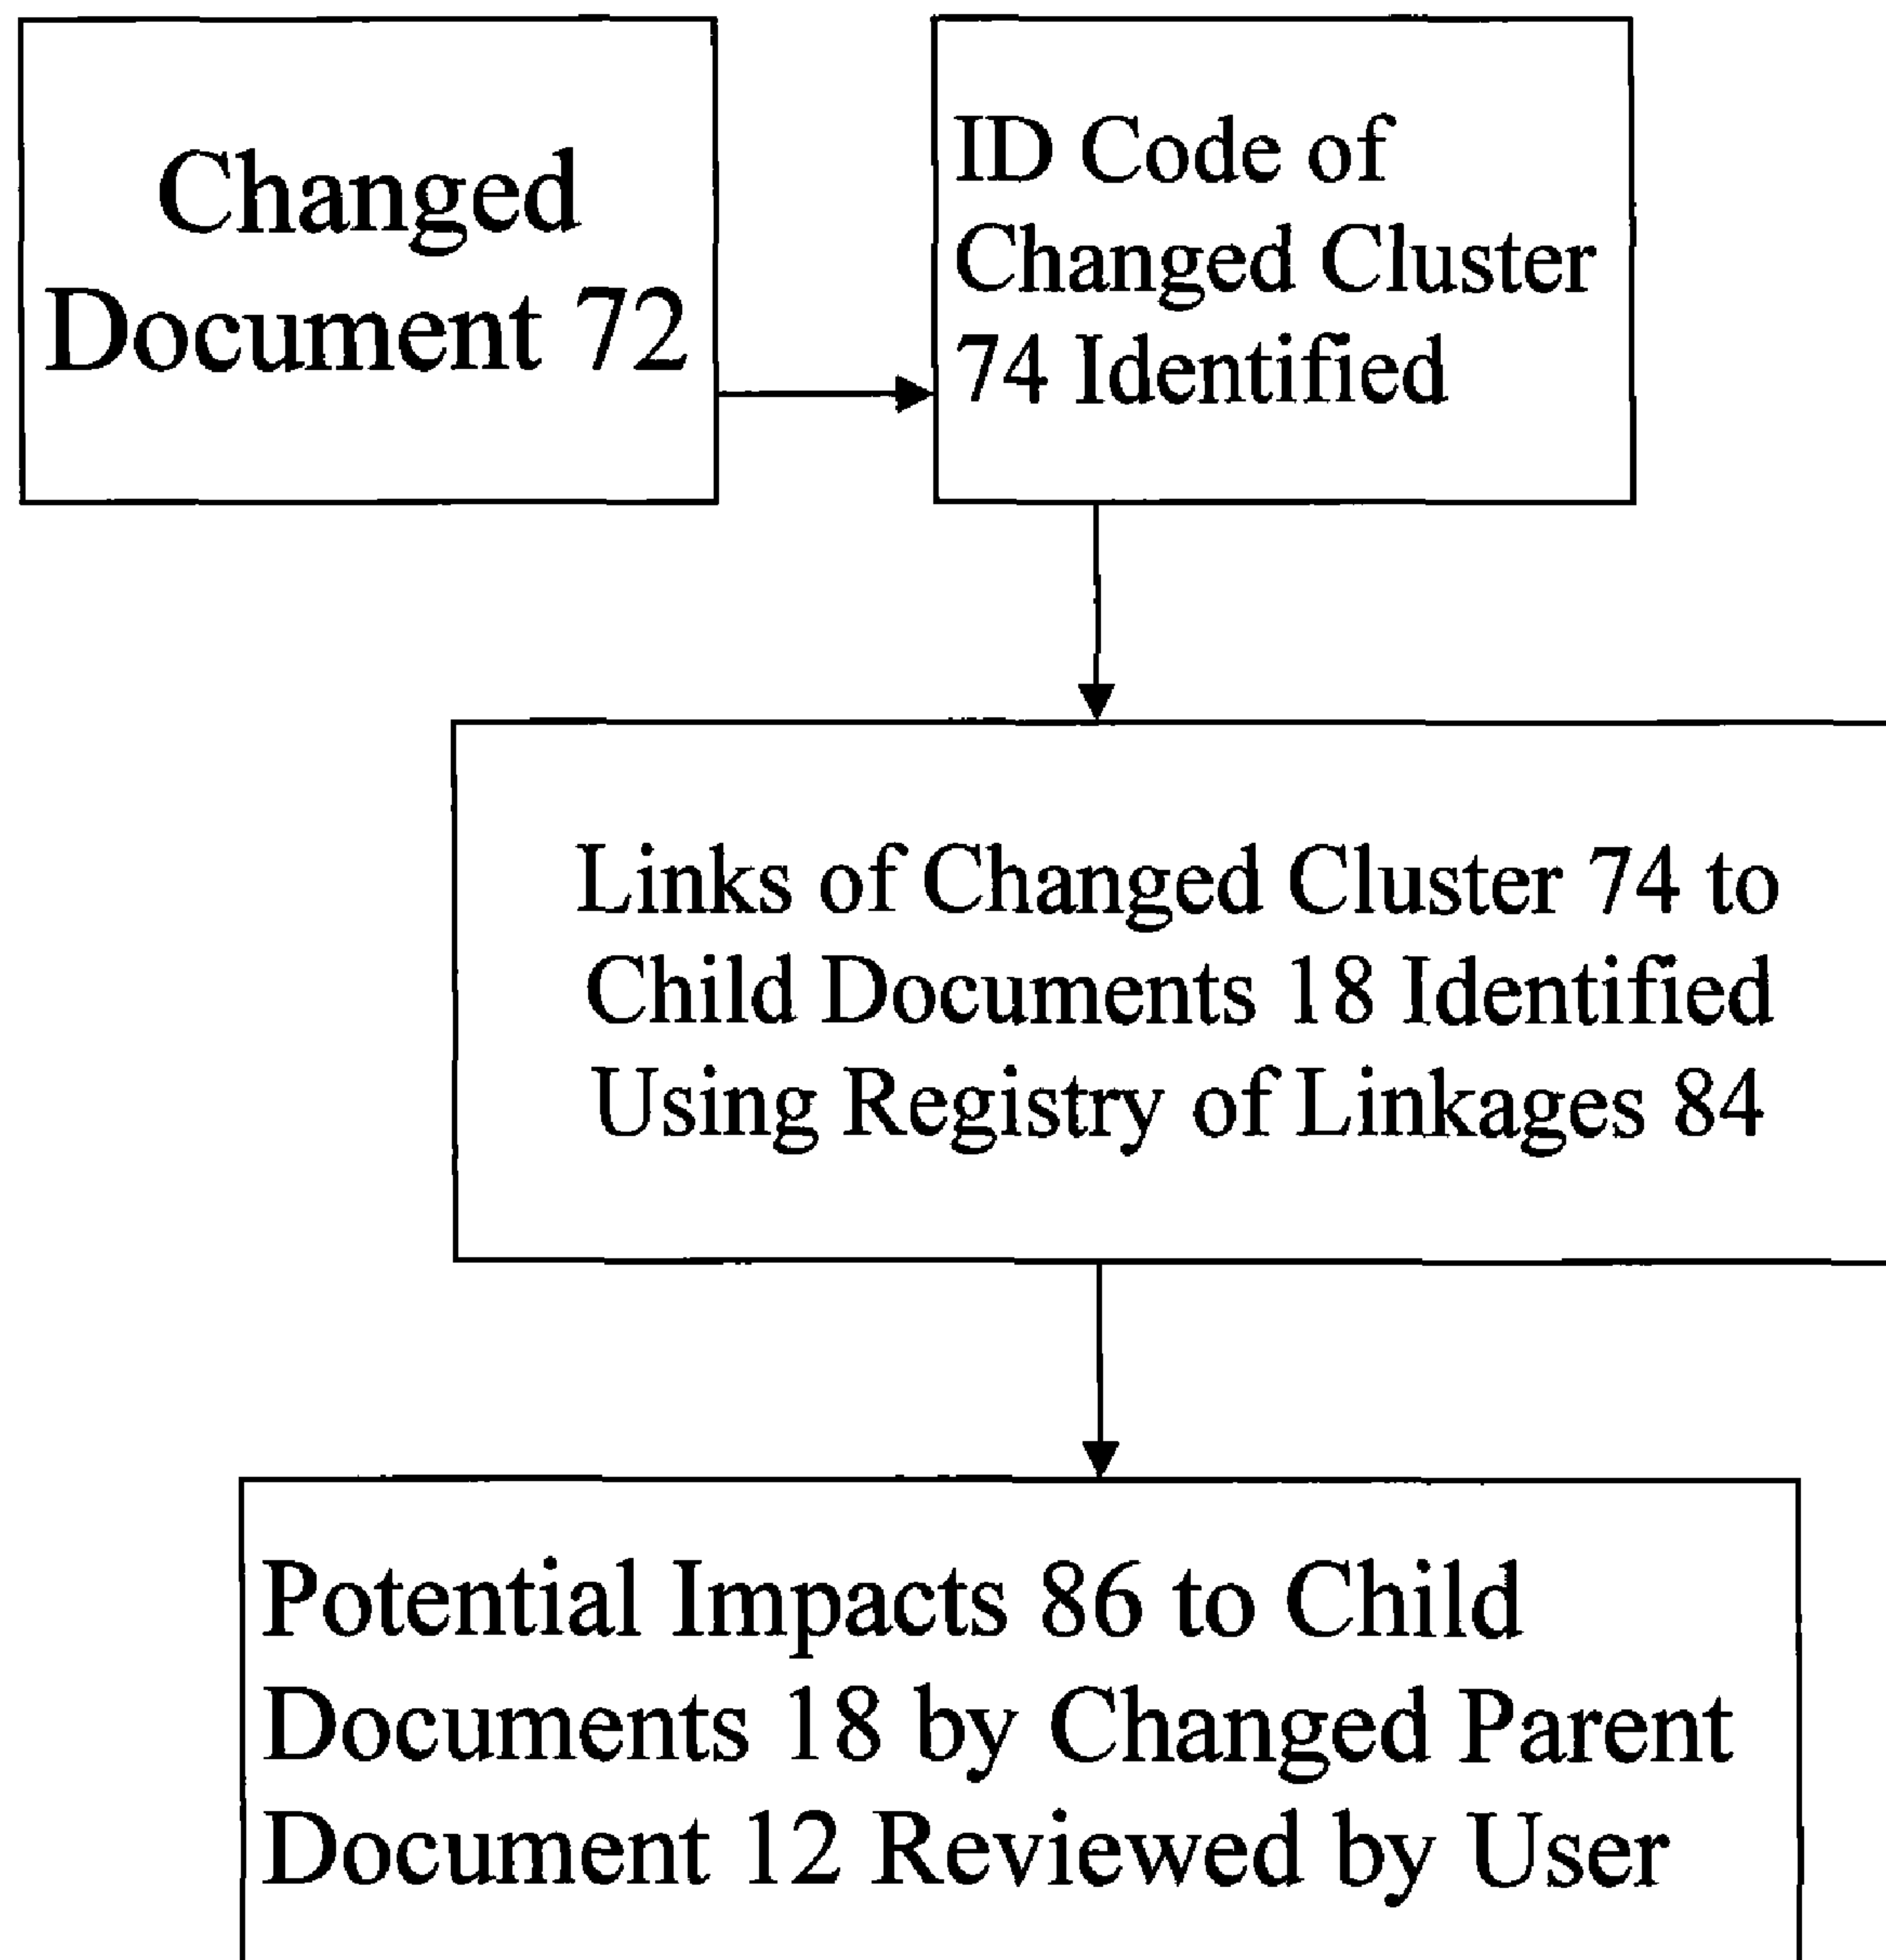 Changed
Document 72
ID Code of
Changed Cluster
74 Identified
Links of Changed Cluster 74 to
Child Documents 18 Identified
Using Registry of Linkages 84
Potential Impacts 86 to Child
Documents 18 by Changed Parent
Document 12 Reviewed by User